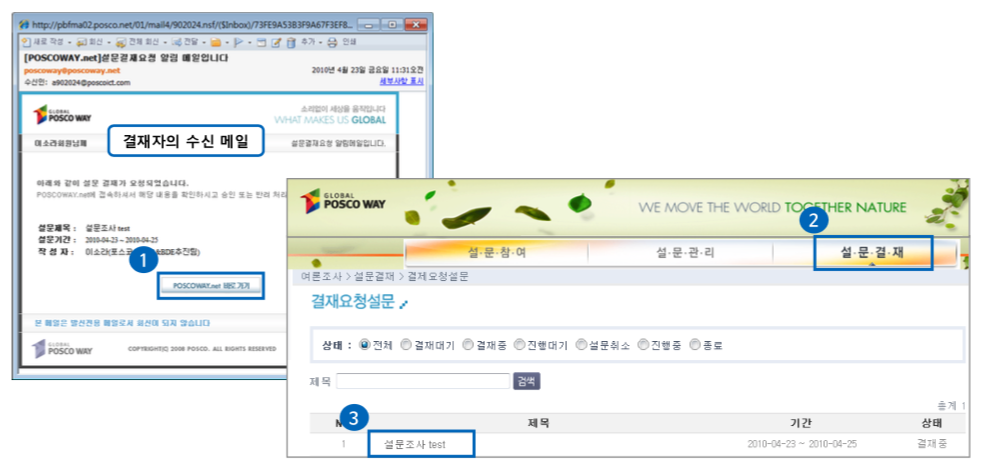 http://pbfma02.posco.net/01/mail4/902024.nsf/($Inbox)/73FE9A53B3F9A67F3EF8...
새로 작성 회신 전체 회신 전달 추가 인쇄
[POSCOWAY.net]설문결재요청 알림 메일입니다
poscoway@poscoway.net
2010년 4월 23일 금요일 11:31오전
수신인: a902024@poscoict.com
세부사항 표시
GLOBAL
POSCO WAY
소리없이 세상을 움직입니다
WHAT MAKES US GLOBAL
이소라회원님께
결재자의 수신 메일
설문결재요청 알림메일입니다.
아래와 같이 설문 결재가 요청되었습니다.
POSCOWAY.net에 접속하셔서 해당 내용을 확인하시고 승인 또는 반려 처리
설문제목 : 설문조사 test
설문기간 : 2010-04-23 ~ 2010-04-25
작 성 자 : 이소라(포스코 ABDE추진팀)
1
POSCOWAY.net 바로가기
본 메일은 발신전용 메일로서 회신이 되지 않습니다
GLOBAL
POSCO WAY
COPYRIGHT(C) 2008 POSCO. ALL RIGHTS RESERVED
GLOBAL
POSCO WAY
WE MOVE THE WORLD TOGETHER NATURE
2
설·문·참·여
설·문·관·리
설·문·결·재
여론조사 > 설문결재 > 결제요청설문
결재요청설문
상태 : 전체 결재대기 결재중 진행대기 설문취소 진행중 종료
제목
검색
총계 1
3
N
제목
기간
상태
1
설문조사 test
2010-04-23 ~ 2010-04-25
결재중